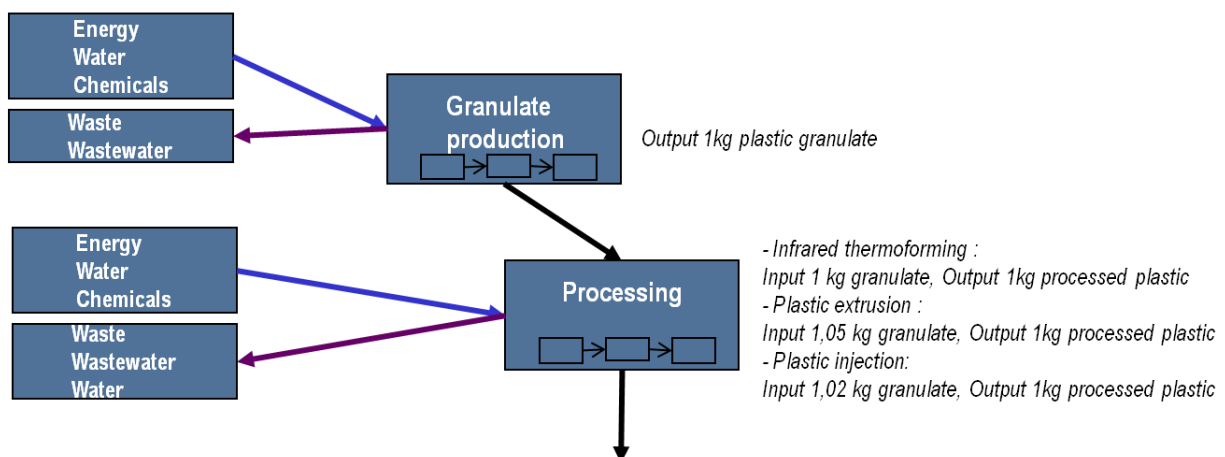 Energy
Water
Chemicals
Waste
Wastewater
Granulate
production
Output 1kg plastic granulate
Energy
Water
Chemicals
Waste
Wastewater
Water
Processing
- Infrared thermoforming :
Input 1 kg granulate, Output 1kg processed plastic
- Plastic extrusion :
Input 1,05 kg granulate, Output 1kg processed plastic
- Plastic injection:
Input 1,02 kg granulate, Output 1kg processed plastic